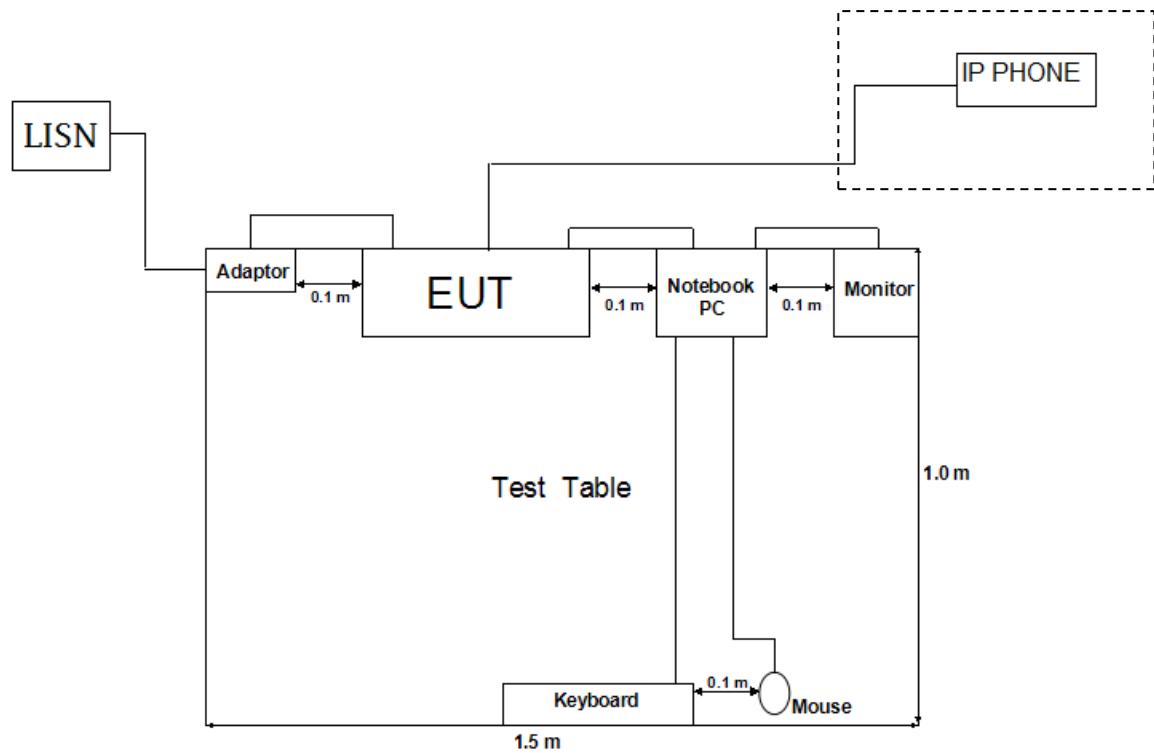 IP PHONE
LISN
Adaptor
0.1 m
EUT
0.1 m
Notebook
PC
0.1 m
Monitor
Test Table
1.0 m
Keyboard
0.1 m
Mouse
1.5 m